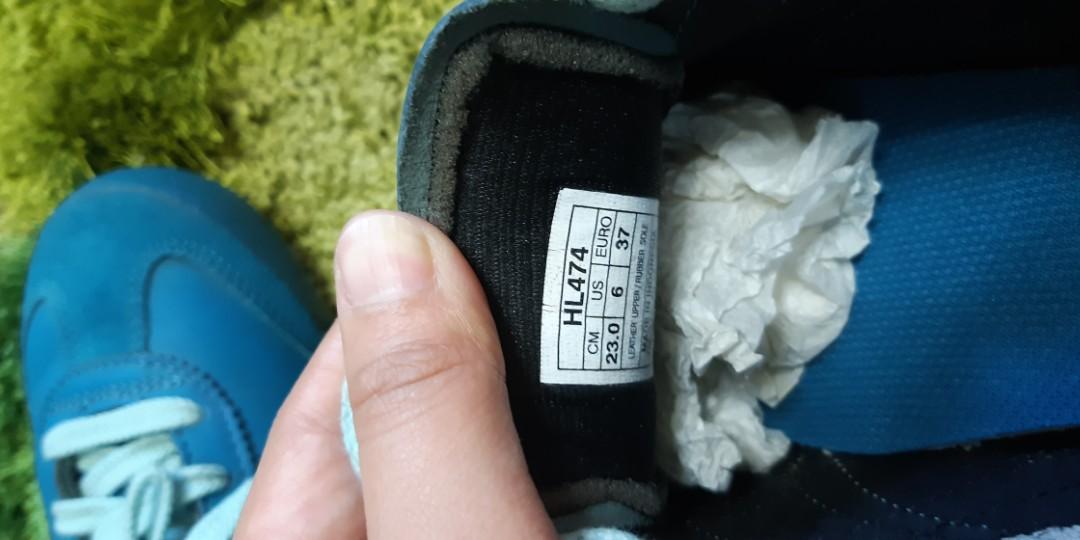 HL474
CM US EURO
23.0 6 37
LEATHER UPPER / RUBBER SOLE